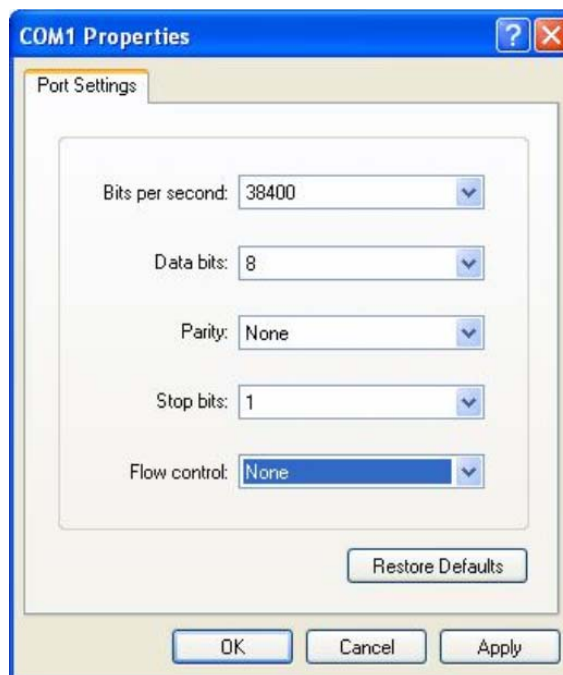 COM1 Properties
Port Settings
Bits per second: 38400
Data bits: 8
Parity: None
Stop bits: 1
Flow control: None
Restore Defaults
OK Cancel Apply